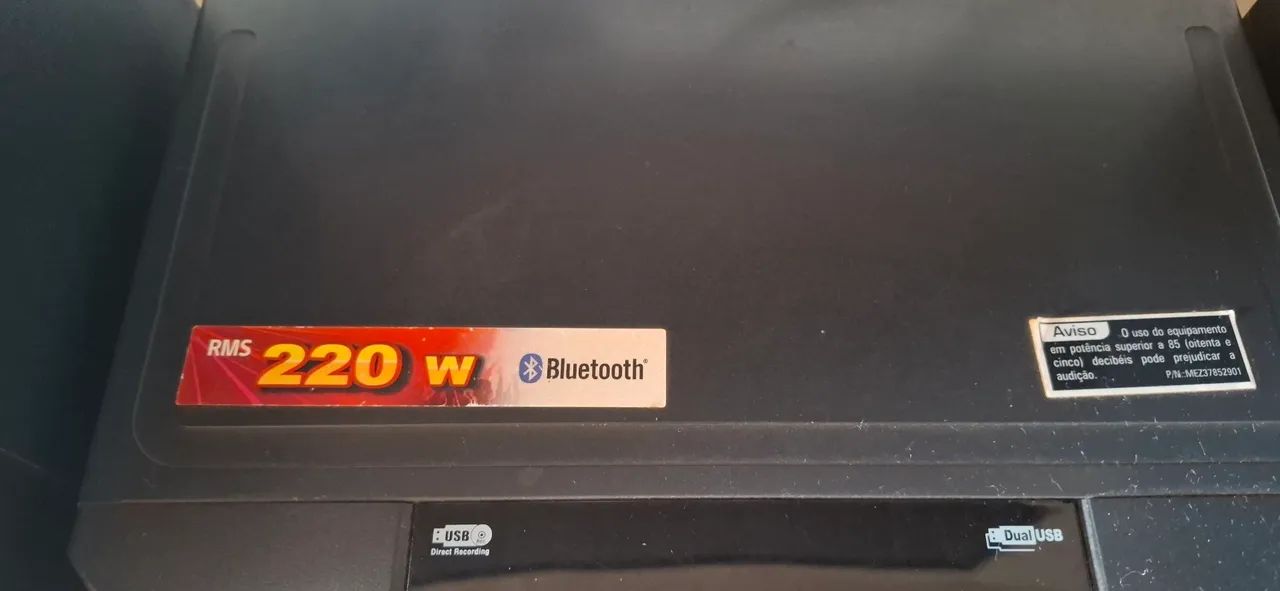 RMS 220 W Bluetooth®
Aviso .O uso do equipamento
em potência superior a 85 (oitenta e
cinco) decibéis pode prejudicar a
audição. P/N.:MEZ37852901
USB
Direct Recording
Dual USB